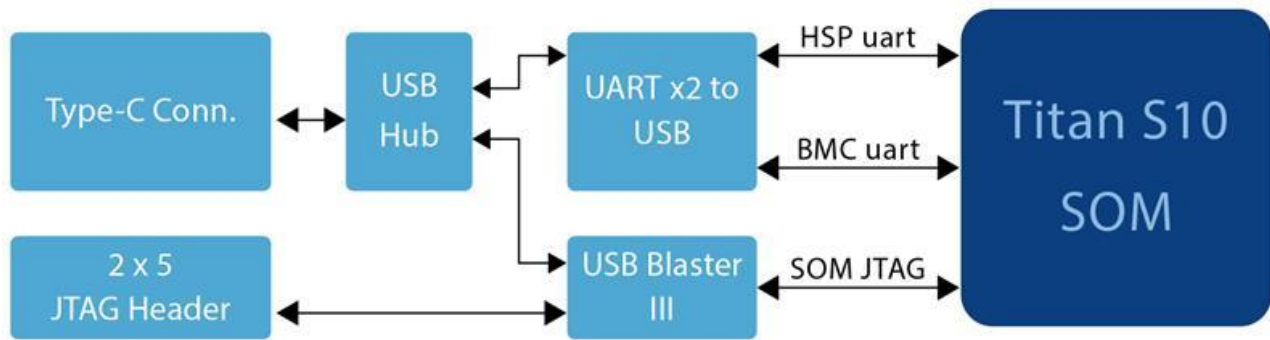 Type-C Conn.
USB
Hub
UART x2 to
USB
HSP uart
BMC uart
Titan S10
SOM
2 x 5
JTAG Header
USB Blaster
III
SOM JTAG